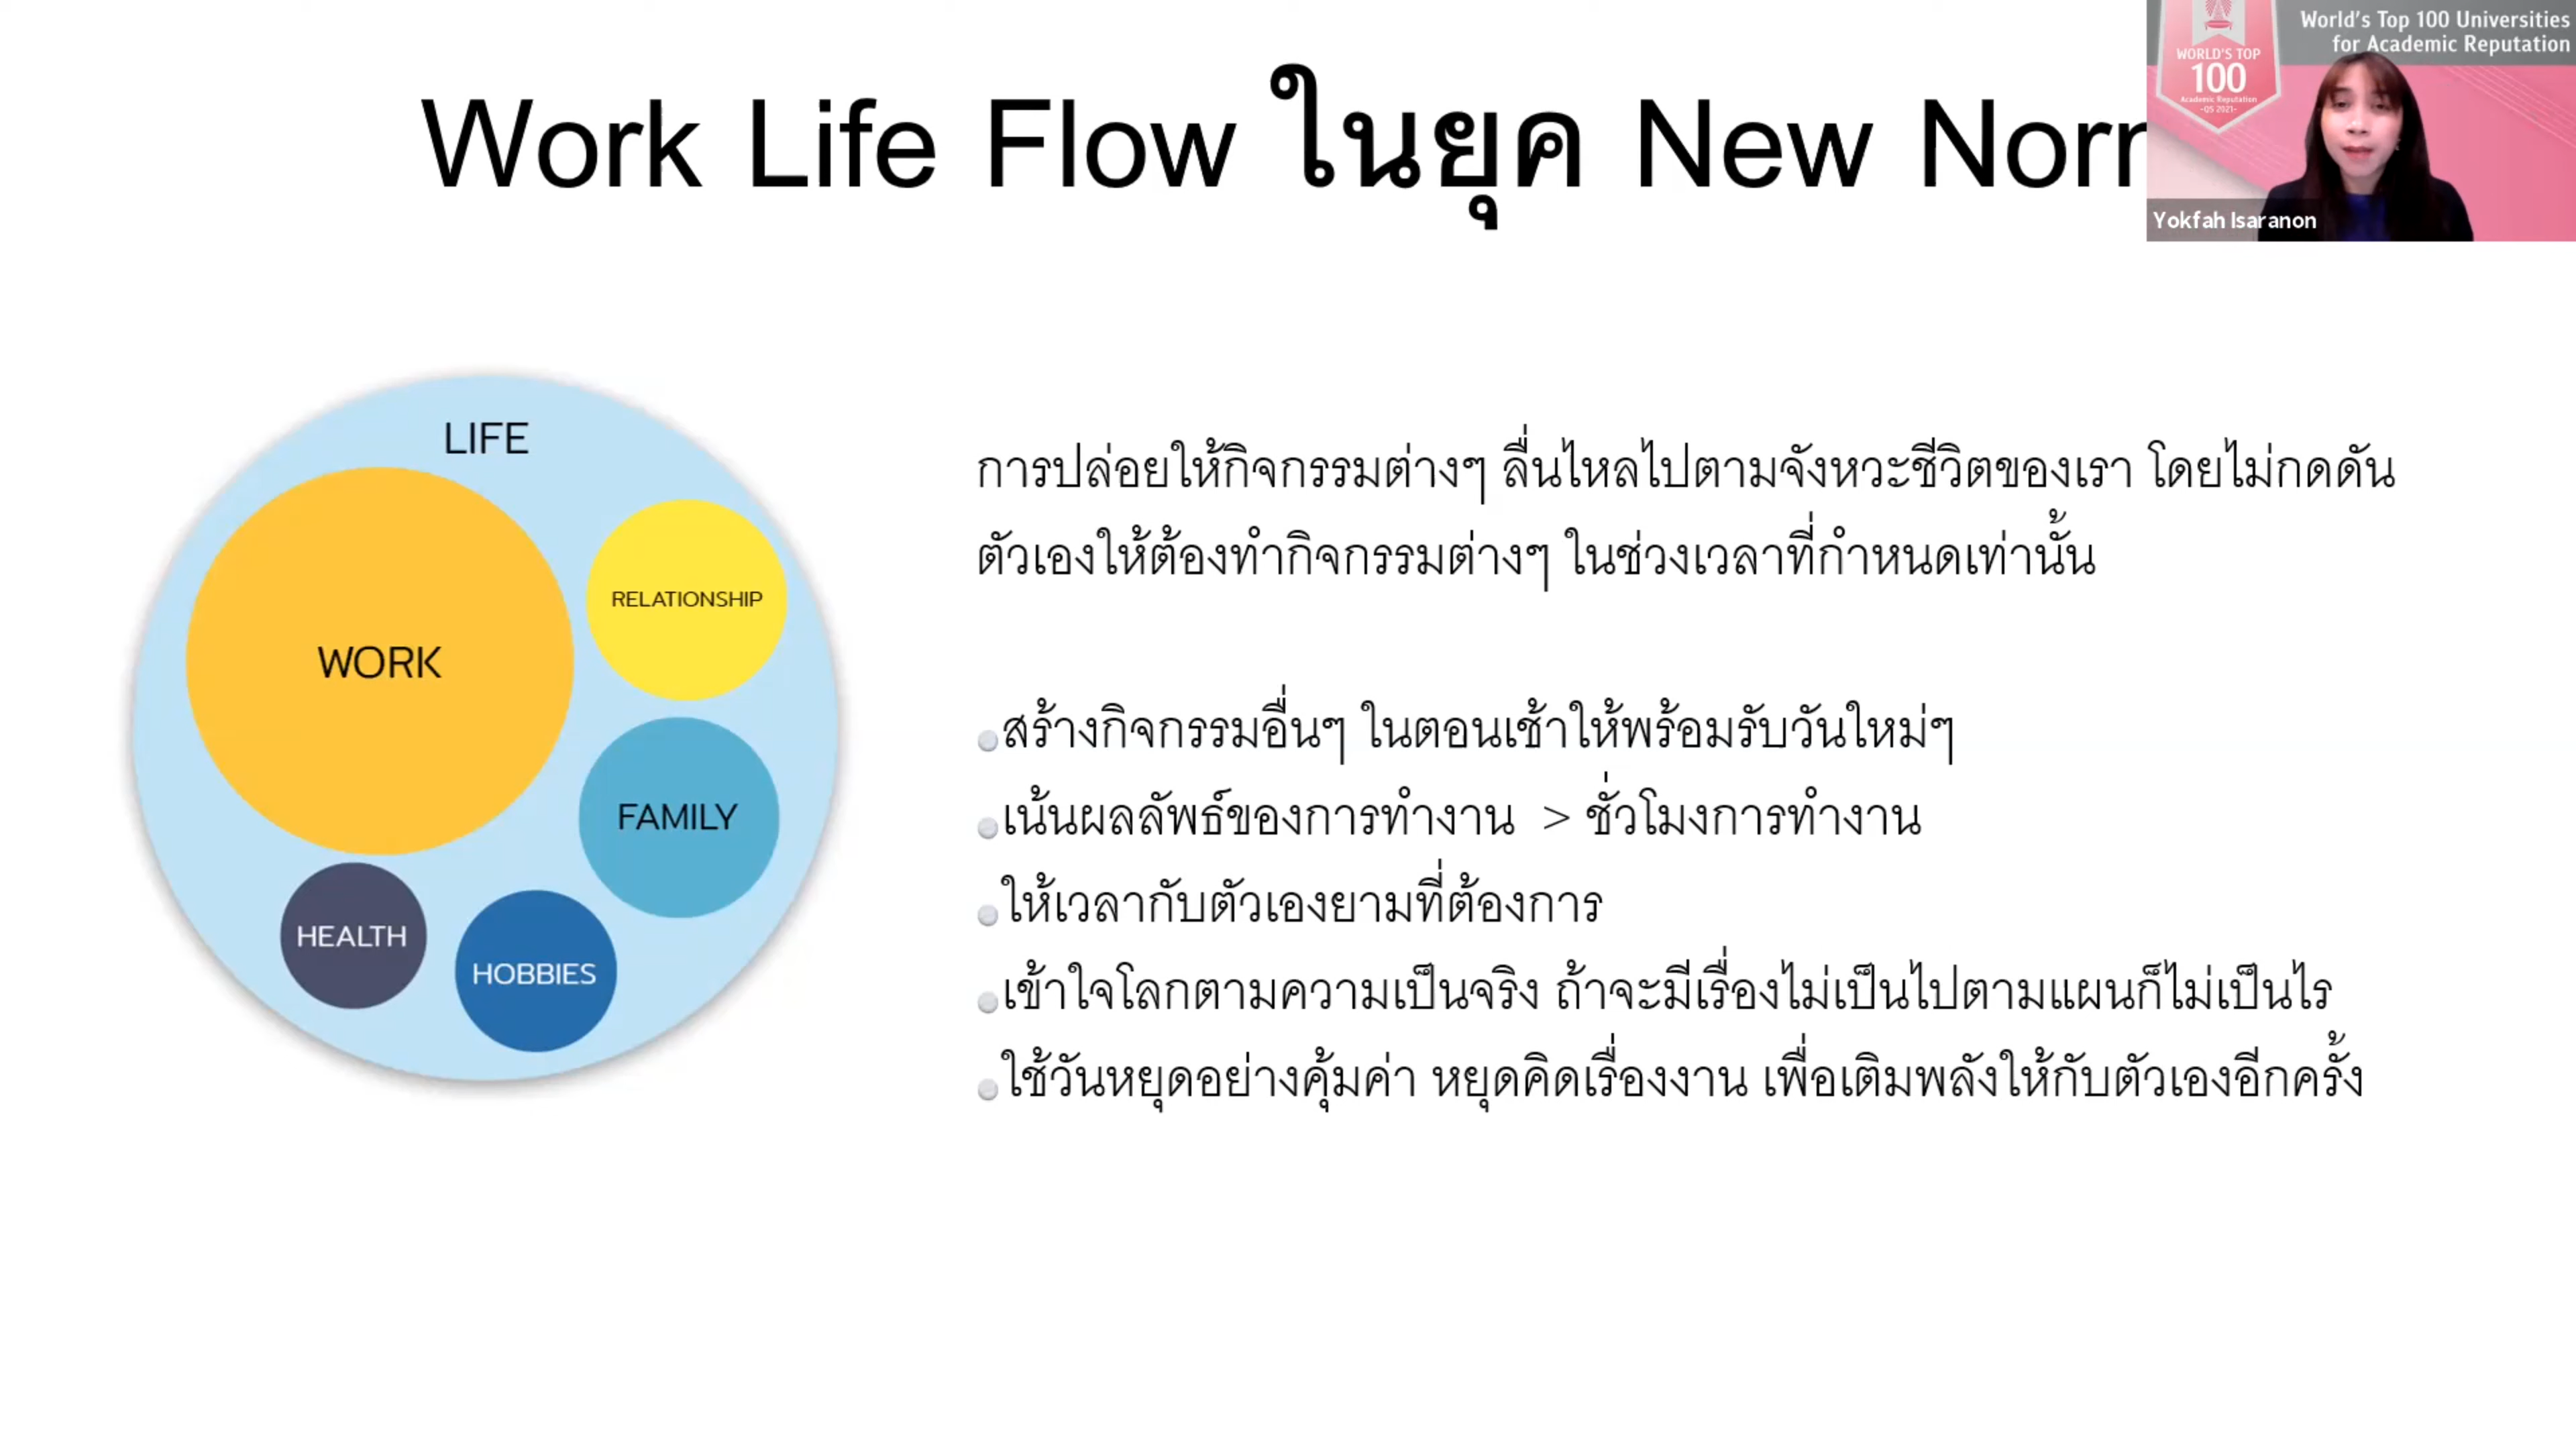 Work Life Flow ในยุค New Norr
World's Top 100 Universities
for Academic Reputation
WORLD'S TOP
100
Academic Reputation
-QS 2021-
Yokfah Isaranon
LIFE
WORK
RELATIONSHIP
FAMILY
HEALTH
HOBBIES
การปล่อยให้กิจกรรมต่างๆ ลื่นไหลไปตามจังหวะชีวิตของเรา โดยไม่กดดัน
ตัวเองให้ต้องทำกิจกรรมต่างๆ ในช่วงเวลาที่กำหนดเท่านั้น
สร้างกิจกรรมอื่นๆ ในตอนเช้าให้พร้อมรับวันใหม่ๆ
เน้นผลลัพธ์ของการทำงาน > ชั่วโมงการทำงาน
ให้เวลากับตัวเองยามที่ต้องการ
เข้าใจโลกตามความเป็นจริง ถ้าจะมีเรื่องไม่เป็นไปตามแผนก็ไม่เป็นไร
ใช้วันหยุดอย่างคุ้มค่า หยุดคิดเรื่องงาน เพื่อเติมพลังให้กับตัวเองอีกครั้ง